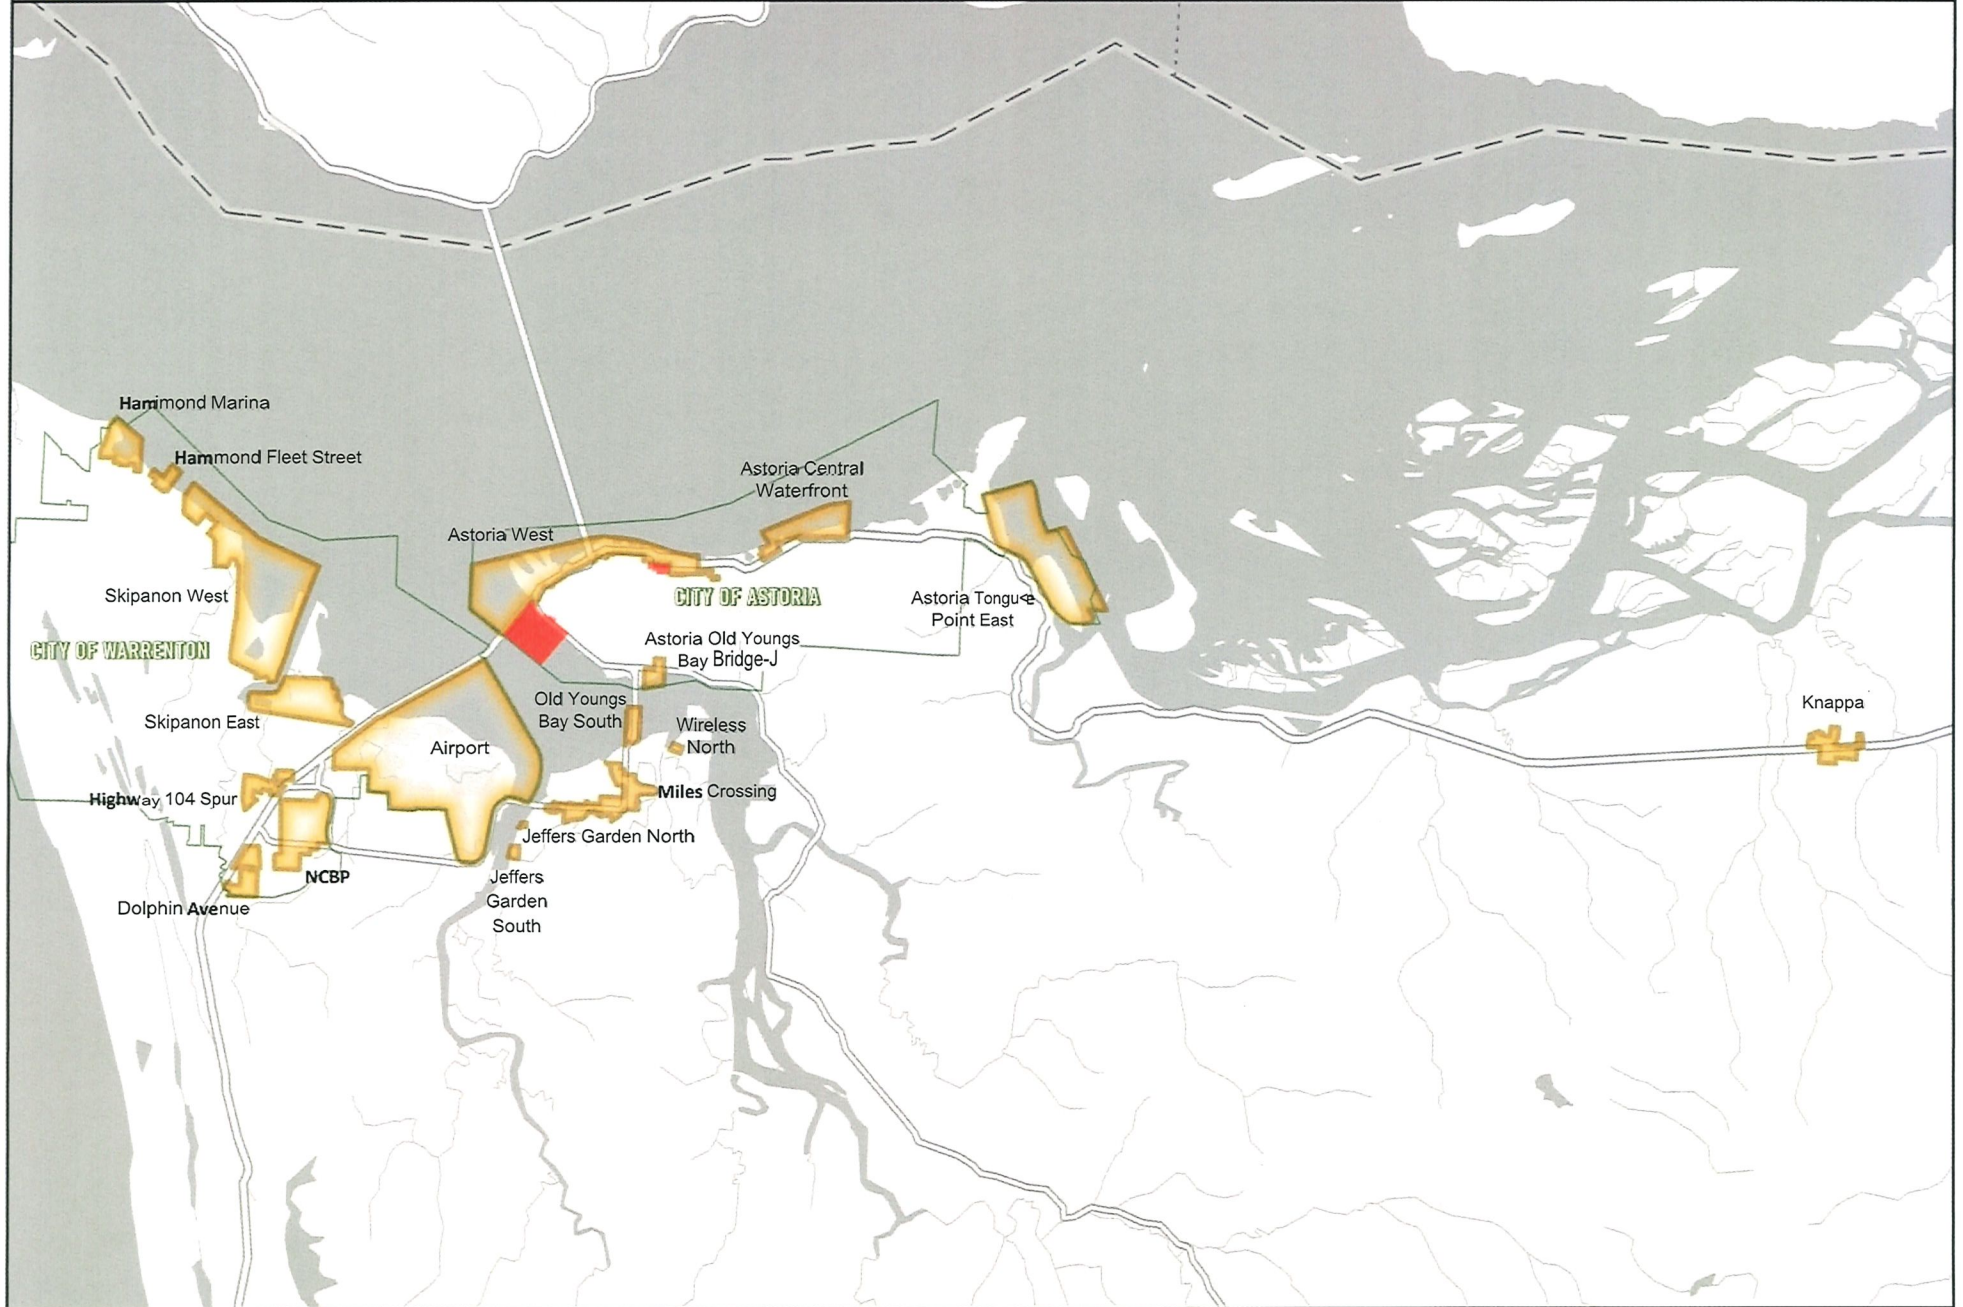 Hammond Marina
Hammond Fleet Street
Astoria Central
Waterfront
Astoria West
Skipanon West
CITY OF ASTORIA
Astoria Tongue
Point East
CITY OF WARRENTON
Astoria Old Youngs
Bay Bridge-J
Old Youngs
Bay South
Skipanon East
Wireless
North
Knappa
Airport
Highway 104 Spur
Miles Crossing
Jeffers Garden North
NCBP
Jeffers
Garden
South
Dolphin Avenue